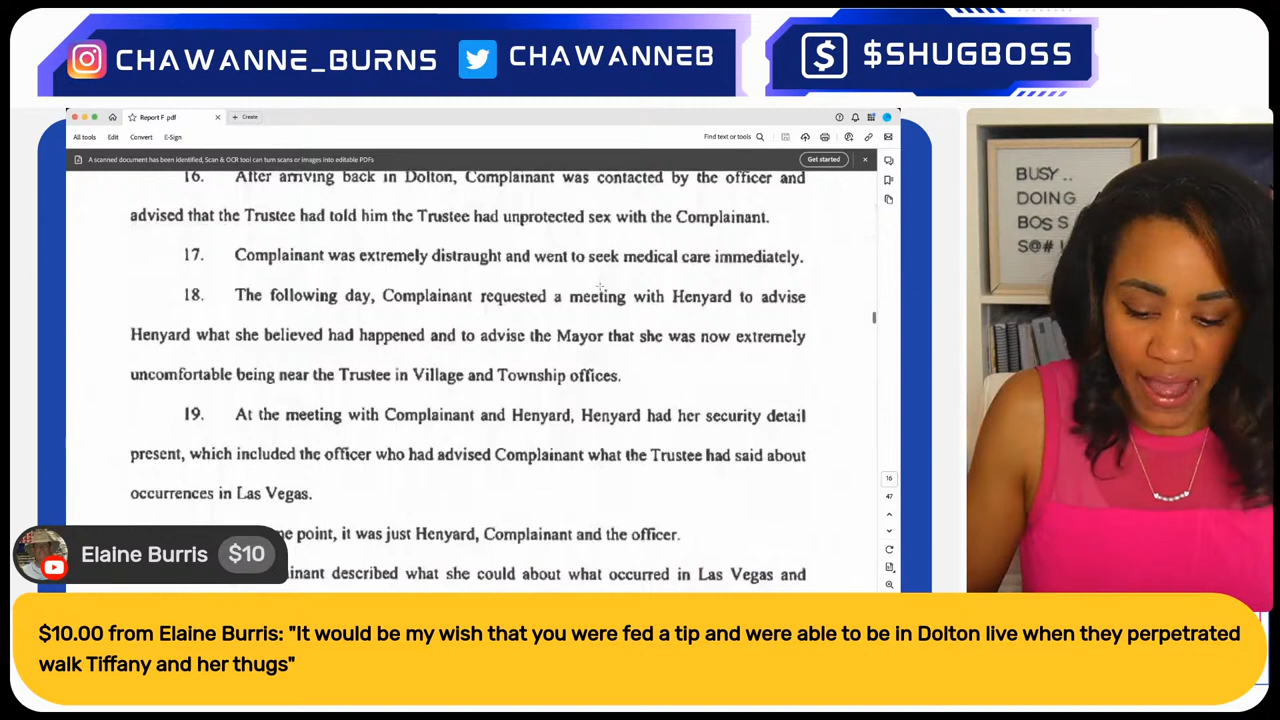 CHAWANNE_BURNS
CHAWANNEB
$ $SHUGBOSS
Report F.pdf
Create
All tools
Edit
Convert
E-Sign
Find text or tools
A scanned document has been identified, Scan & OCR tool can turn scans or images into editable PDFs
Get started
16. After arriving back in Dolton, Complainant was contacted by the officer and
advised that the Trustee had told him the Trustee had unprotected sex with the Complainant.
17. Complainant was extremely distraught and went to seek medical care immediately.
18. The following day, Complainant requested a meeting with Henyard to advise
Henyard what she believed had happened and to advise the Mayor that she was now extremely
uncomfortable being near the Trustee in Village and Township offices.
19. At the meeting with Complainant and Henyard, Henyard had her security detail
present, which included the officer who had advised Complainant what the Trustee had said about
occurrences in Las Vegas.
point, it was just Henyard, Complainant and the officer.
described what she could about what occurred in Las Vegas and
16
47
BUSY..
DOING
BOSS
S@#!
Elaine Burris $10
$10.00 from Elaine Burris: "It would be my wish that you were fed a tip and were able to be in Dolton live when they perpetrated
walk Tiffany and her thugs"